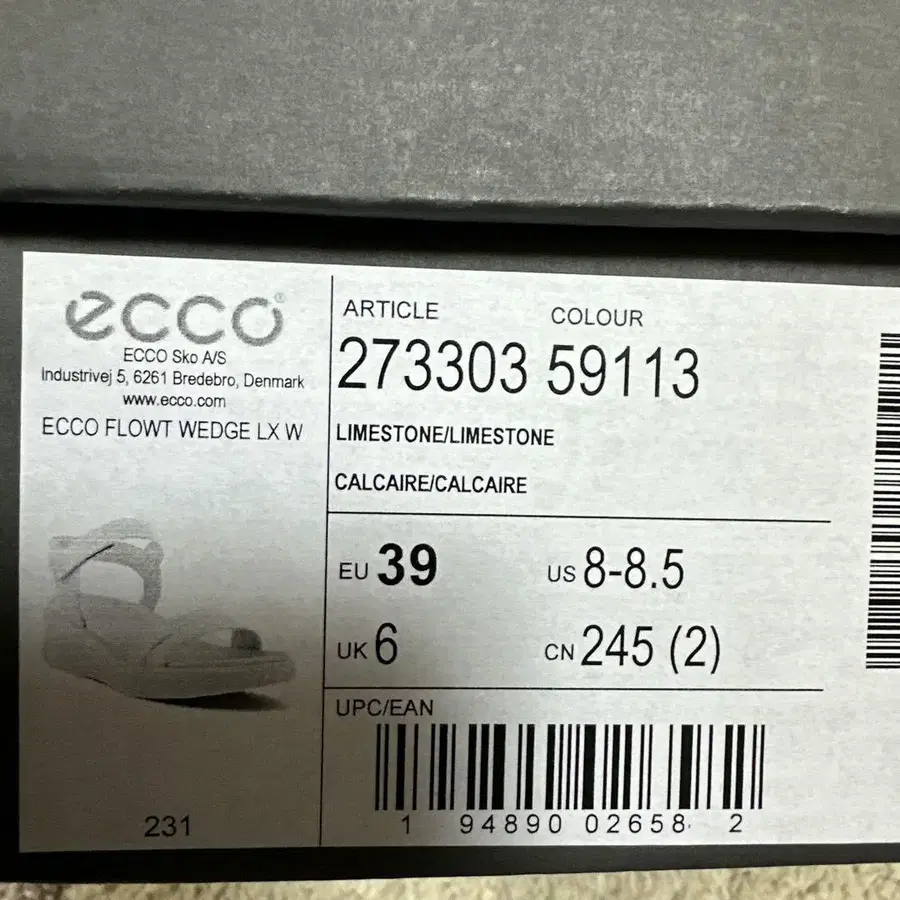 ecco®
ECCO Sko A/S
Industrivej 5, 6261 Bredebro, Denmark
www.ecco.com
ECCO FLOWT WEDGE LX W
231
ARTICLE COLOUR
273303 59113
LIMESTONE/LIMESTONE
CALCAIRE/CALCAIRE
EU 39 US 8-8.5
UK 6 CN 245 (2)
UPC/EAN
1 94890 02658 2